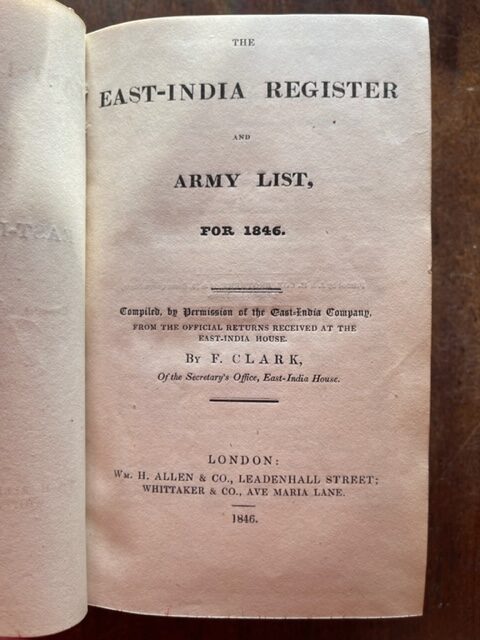 THE
EAST-INDIA REGISTER
AND
ARMY LIST,
FOR 1846.
Compiled, by Permission of the East-India Company,
FROM THE OFFICIAL RETURNS RECEIVED AT THE
EAST-INDIA HOUSE.
By F. CLARK,
Of the Secretary's Office, East-India House.
LONDON:
Wm. H. ALLEN & CO., LEADENHALL STREET;
WHITTAKER & CO., AVE MARIA LANE.
1846.